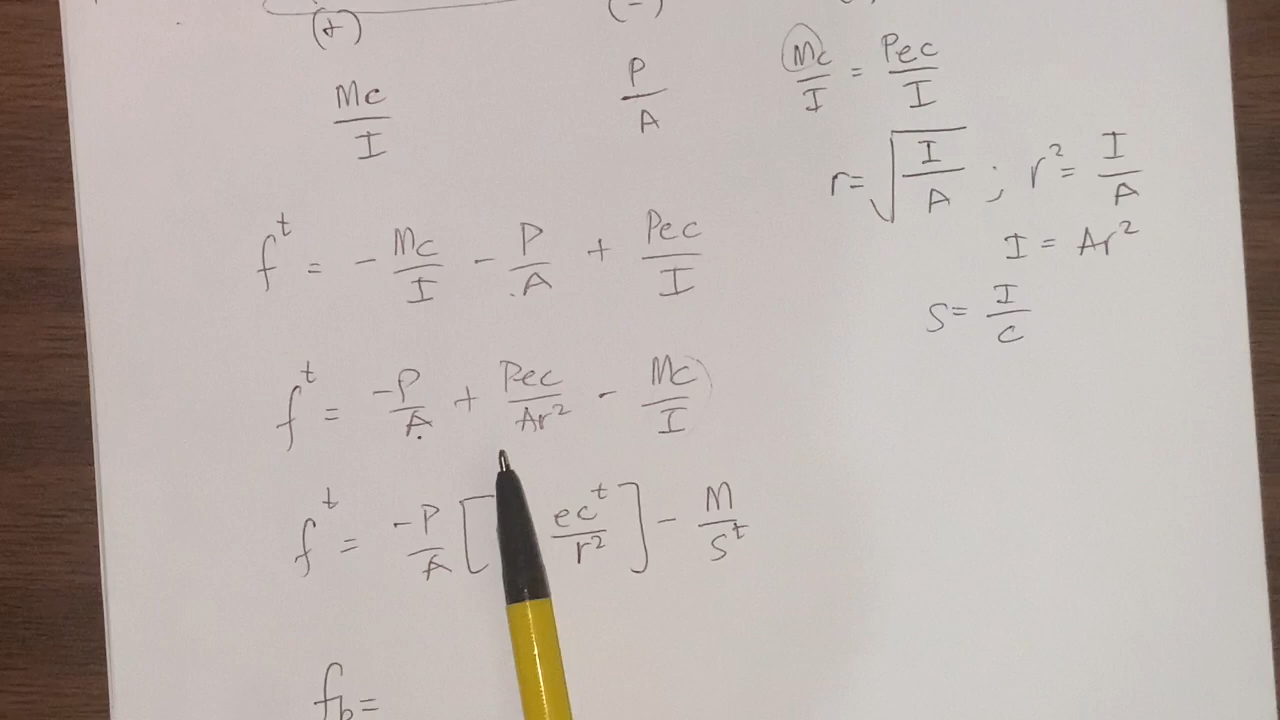 (+) (-)
Mc/I P/A Mc/I = Pec/I
r = √(I/A) ; r² = I/A
I = Ar²
f^t = - Mc/I - P/A + Pec/I
S = I/c
f^t = -P/A + Pec/Ar² - Mc/I
f^t = -P/A [ ec^t/r² ] - M/S^t
f_b =